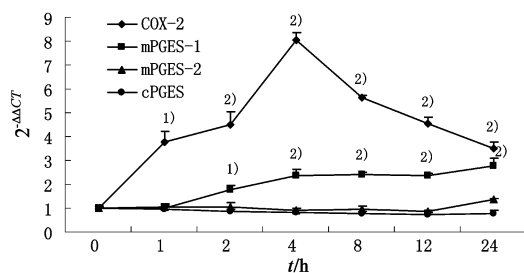 9
8
7
6
5
4
3
2
1
0
2^-ΔΔCT
COX-2
mPGES-1
mPGES-2
cPGES
1) 2) 2) 2) 2) 2)
1) 2) 2) 2) 2)
0 1 2 4 8 12 24
t/h